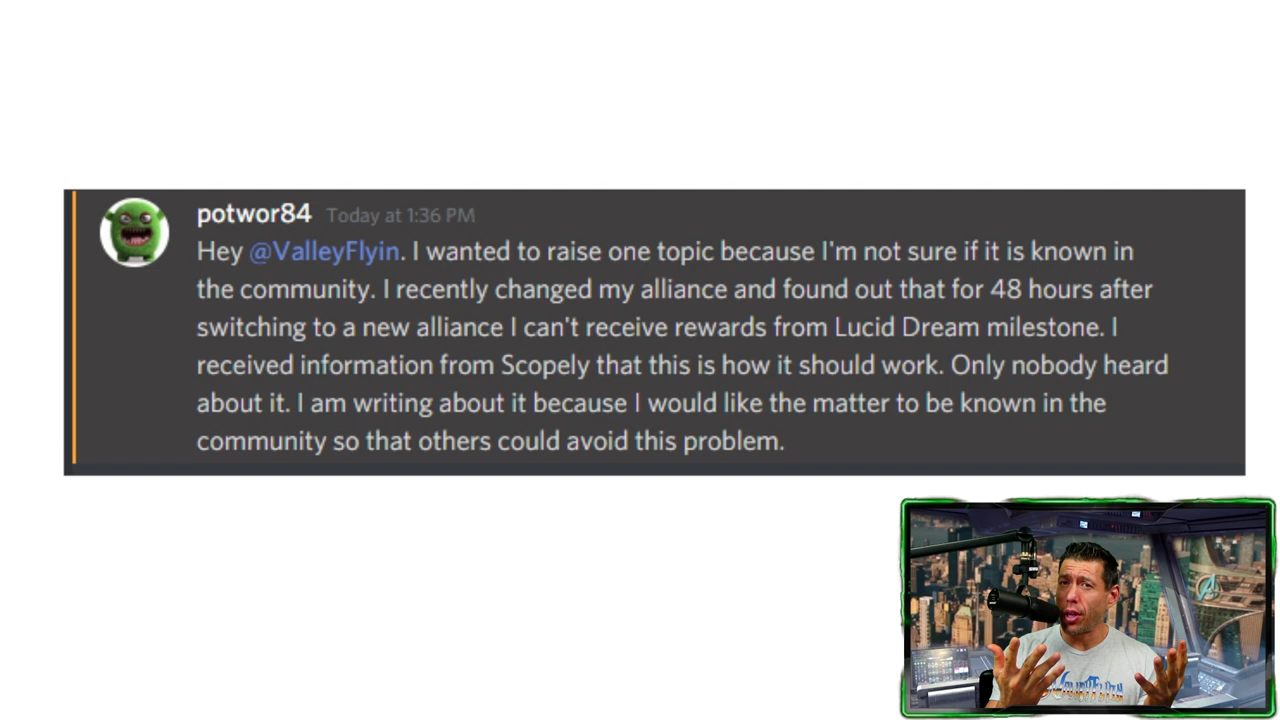 potwor84 Today at 1:36 PM
Hey @ValleyFlyin. I wanted to raise one topic because I'm not sure if it is known in
the community. I recently changed my alliance and found out that for 48 hours after
switching to a new alliance I can't receive rewards from Lucid Dream milestone. I
received information from Scopely that this is how it should work. Only nobody heard
about it. I am writing about it because I would like the matter to be known in the
community so that others could avoid this problem.